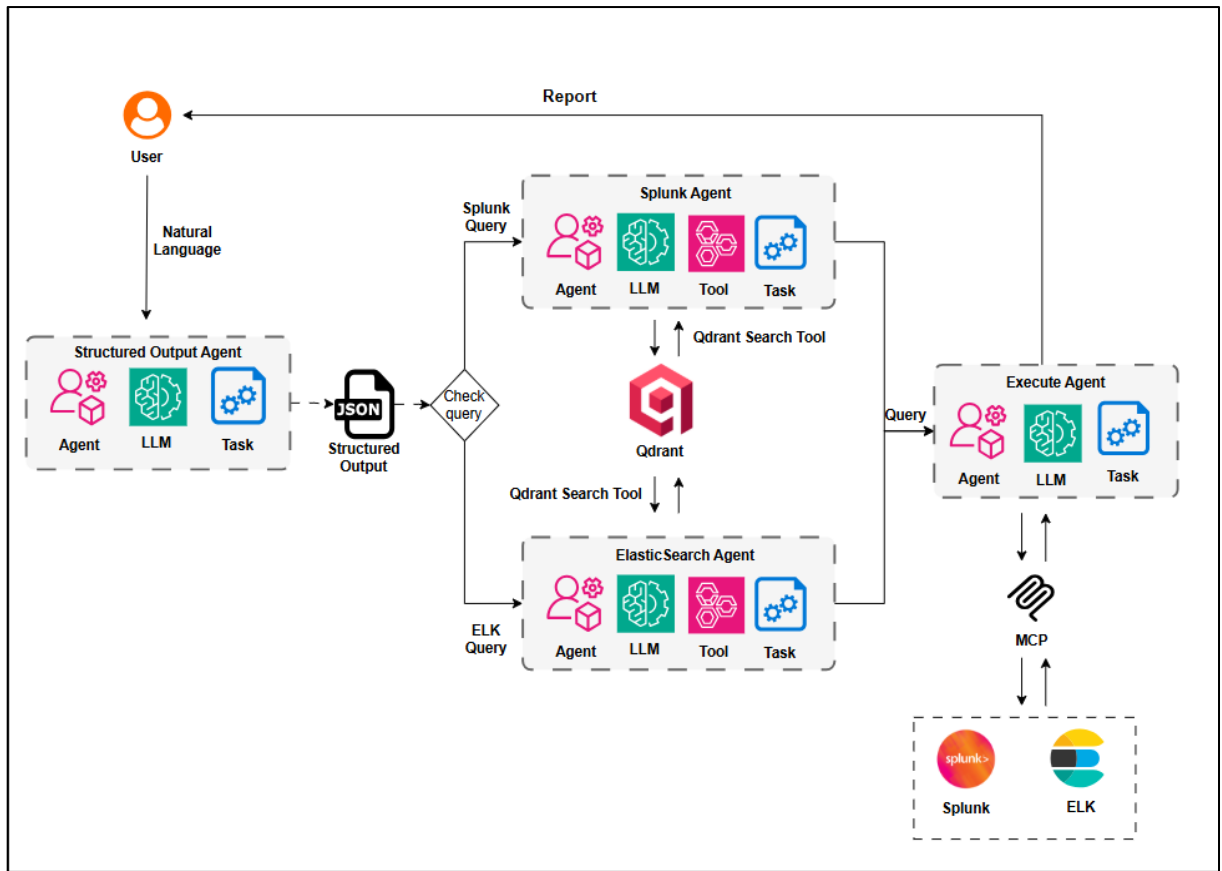 Report
User
Natural
Language
Structured Output Agent
Agent
LLM
Task
JSON
Structured
Output
Check
query
Splunk
Query
Splunk Agent
Agent
LLM
Tool
Task
Qdrant Search Tool
Qdrant
Qdrant Search Tool
ELK
Query
ElasticSearch Agent
Agent
LLM
Tool
Task
Query
Execute Agent
Agent
LLM
Task
MCP
splunk>
Splunk
ELK